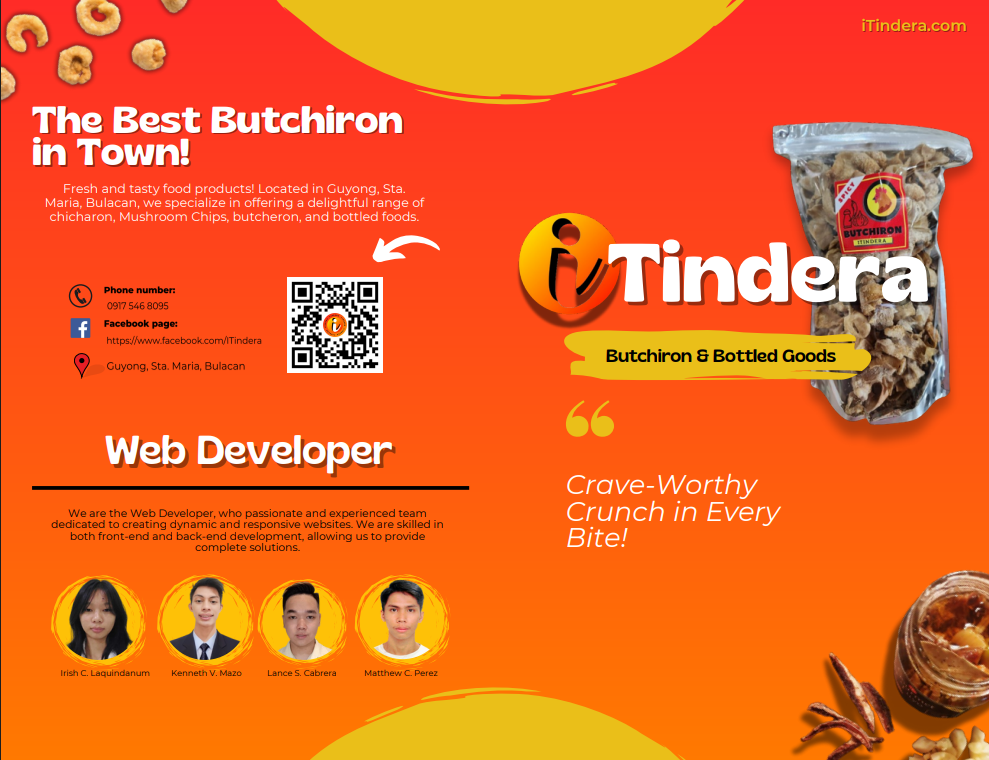 iTindera.com
The Best Butchiron
in Town!
Fresh and tasty food products! Located in Guyong, Sta.
Maria, Bulacan, we specialize in offering a delightful range of
chicharon, Mushroom Chips, butcheron, and bottled foods.
Phone number:
0917 546 8095
Facebook page:
https://www.facebook.com/ITindera
Guyong, Sta. Maria, Bulacan
Web Developer
We are the Web Developer, who passionate and experienced team
dedicated to creating dynamic and responsive websites. We are skilled in
both front-end and back-end development, allowing us to provide
complete solutions.
Irish C. Laquindanum
Kenneth V. Mazo
Lance S. Cabrera
Matthew C. Perez
SPICY
BUTCHIRON
ITINDERA
iTindera
Butchiron & Bottled Goods
“
Crave-Worthy
Crunch in Every
Bite!